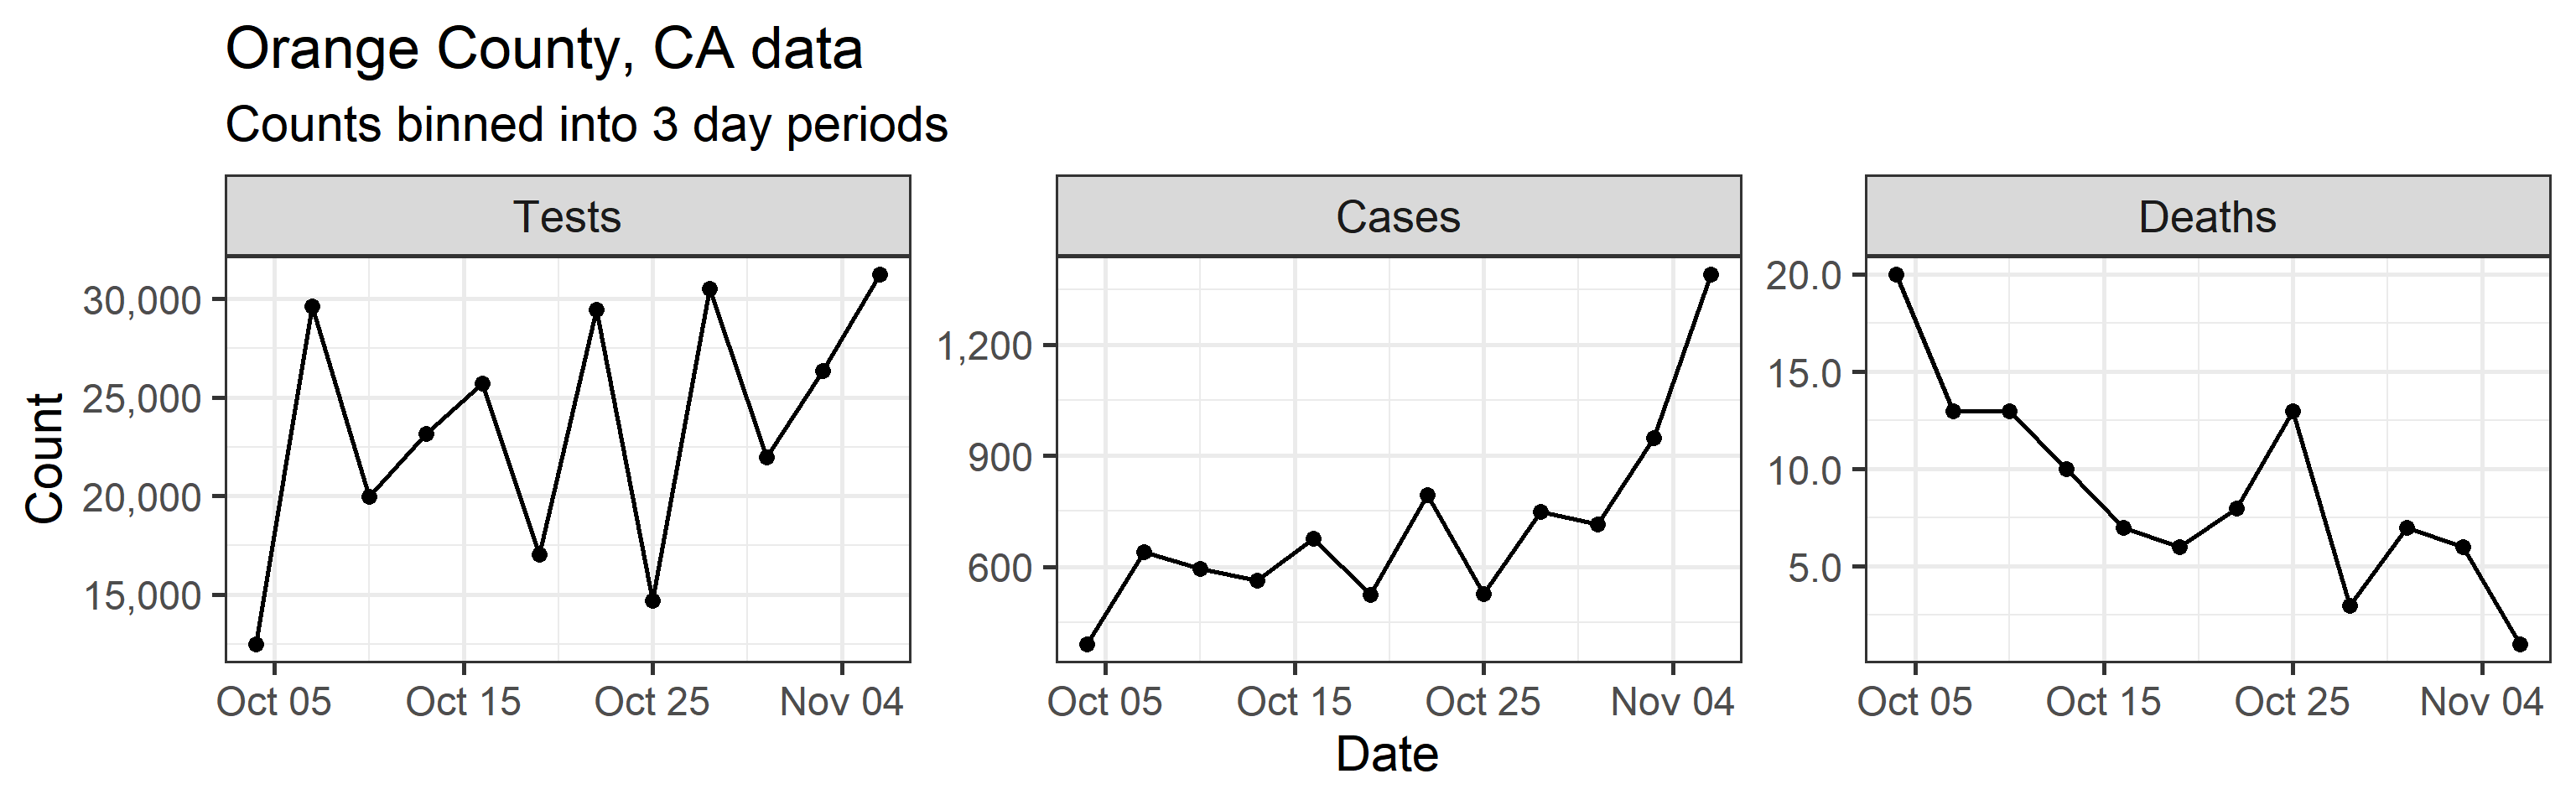 Orange County, CA data
Counts binned into 3 day periods
Tests
Cases
Deaths
Count
30,000
25,000
20,000
15,000
1,200
900
600
20.0
15.0
10.0
5.0
Oct 05 Oct 15 Oct 25 Nov 04
Oct 05 Oct 15 Oct 25 Nov 04
Oct 05 Oct 15 Oct 25 Nov 04
Date